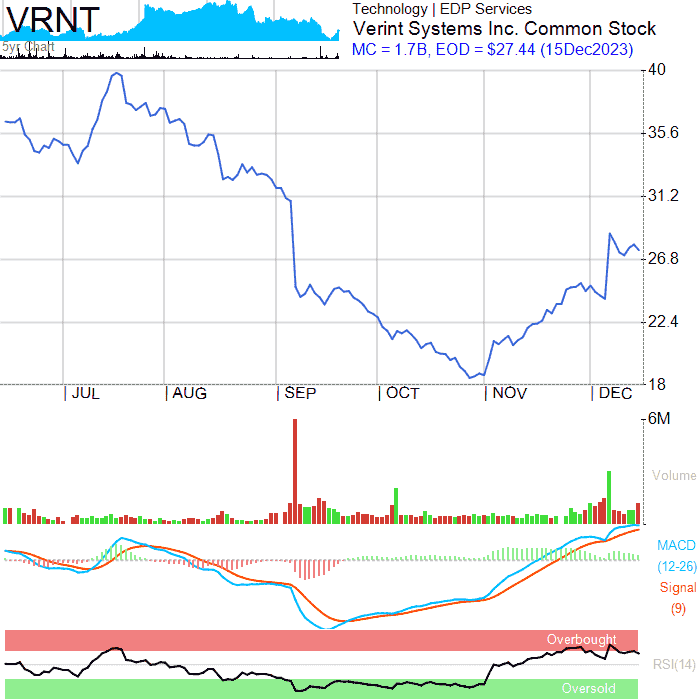 VRNT
5yr Chart
Technology | EDP Services
Verint Systems Inc. Common Stock
MC = 1.7B, EOD = $27.44 (15Dec2023)
40
35.6
31.2
26.8
22.4
18
JUL
AUG
SEP
OCT
NOV
DEC
6M
Volume
MACD
(12-26)
Signal
(9)
Overbought
RSI(14)
Oversold